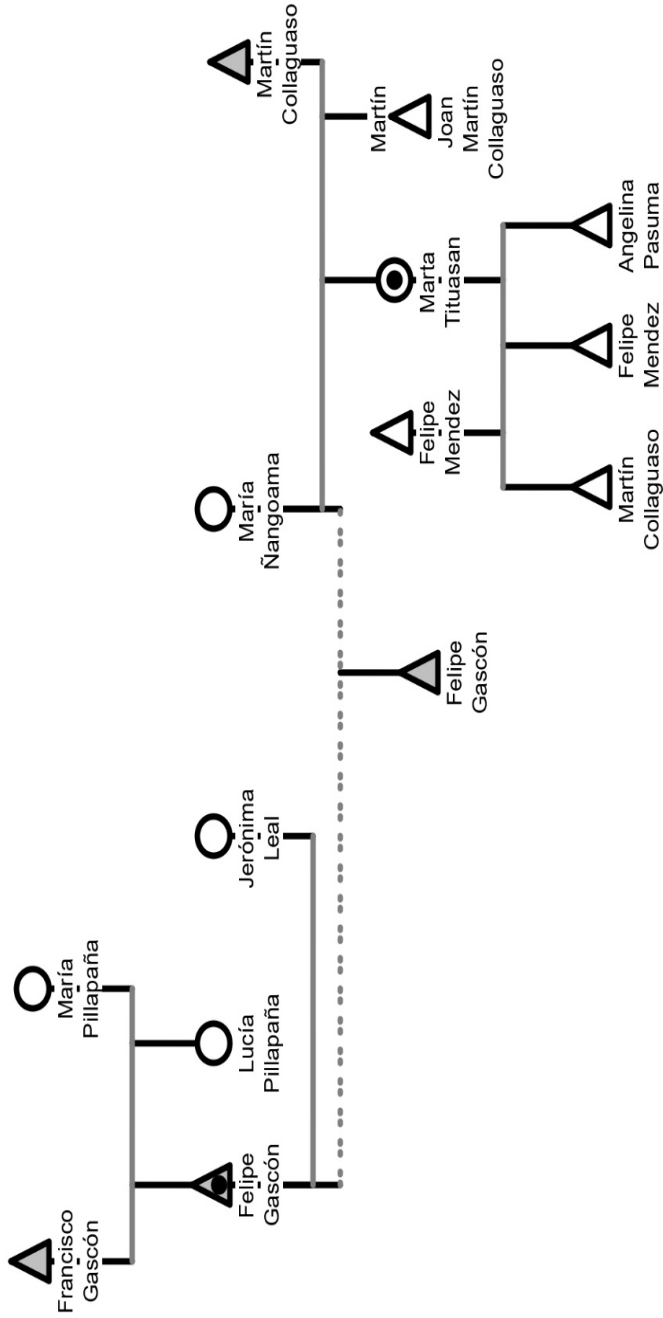 Francisco
Gascón
María
Pillapaña
Felipe
Gascón
Lucía
Pillapaña
Jerónima
Leal
María
Ñangoama
Martín
Collaguaso
Martín
Felipe
Gascón
Felipe
Mendez
Marta
Tituasan
Joan
Martín
Collaguaso
Martín
Collaguaso
Felipe
Mendez
Angelina
Pasuma